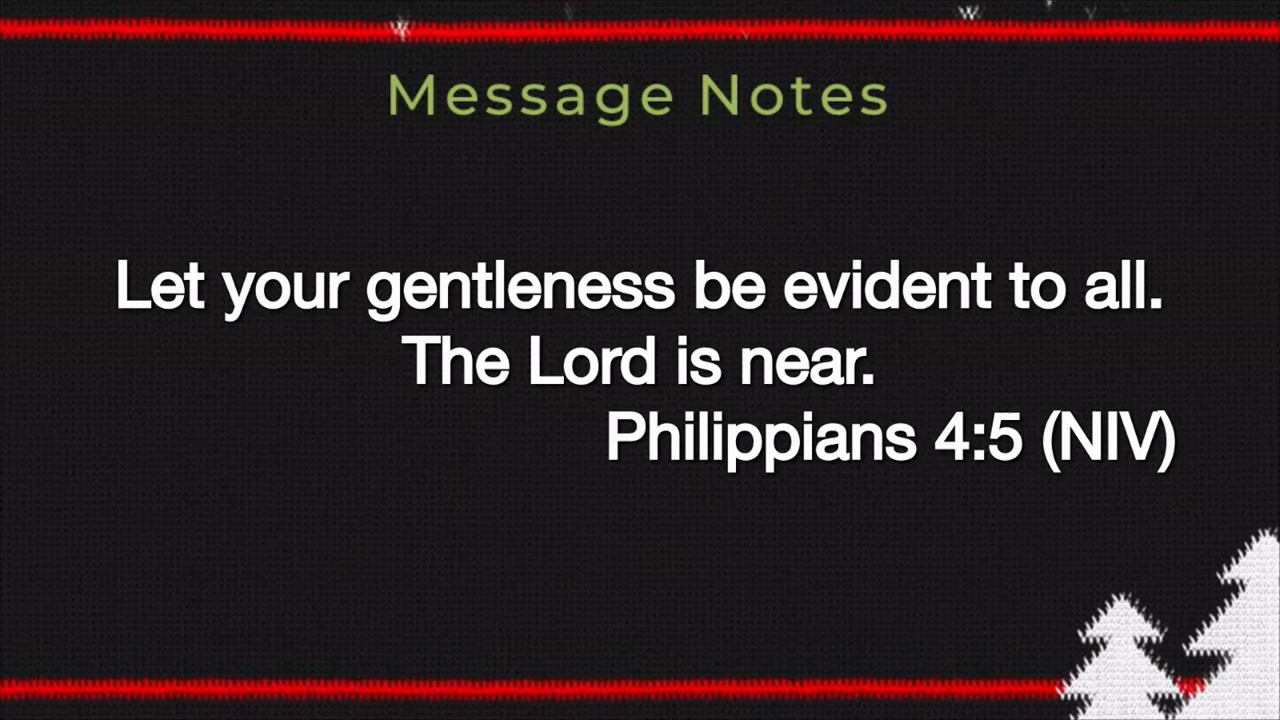 Message Notes
Let your gentleness be evident to all.
The Lord is near.
Philippians 4:5 (NIV)